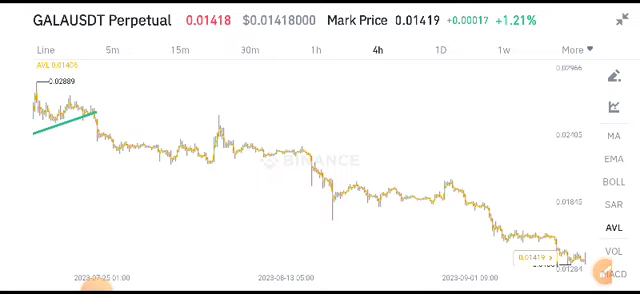 GALAUSDT Perpetual 0.01418 $0.01418000 Mark Price 0.01419 +0.00017 +1.21%
Line 5m 15m 30m 1h 4h 1D 1w More
AVL 0.01406
0.02966
0.02889
0.02405
MA
EMA
BINANCE
BOLL
0.01845
SAR
AVL
VOL
0.01419 >
0.01284
MACD
2023-07-25 01:00 2023-08-13 05:00 2023-09-01 09:00